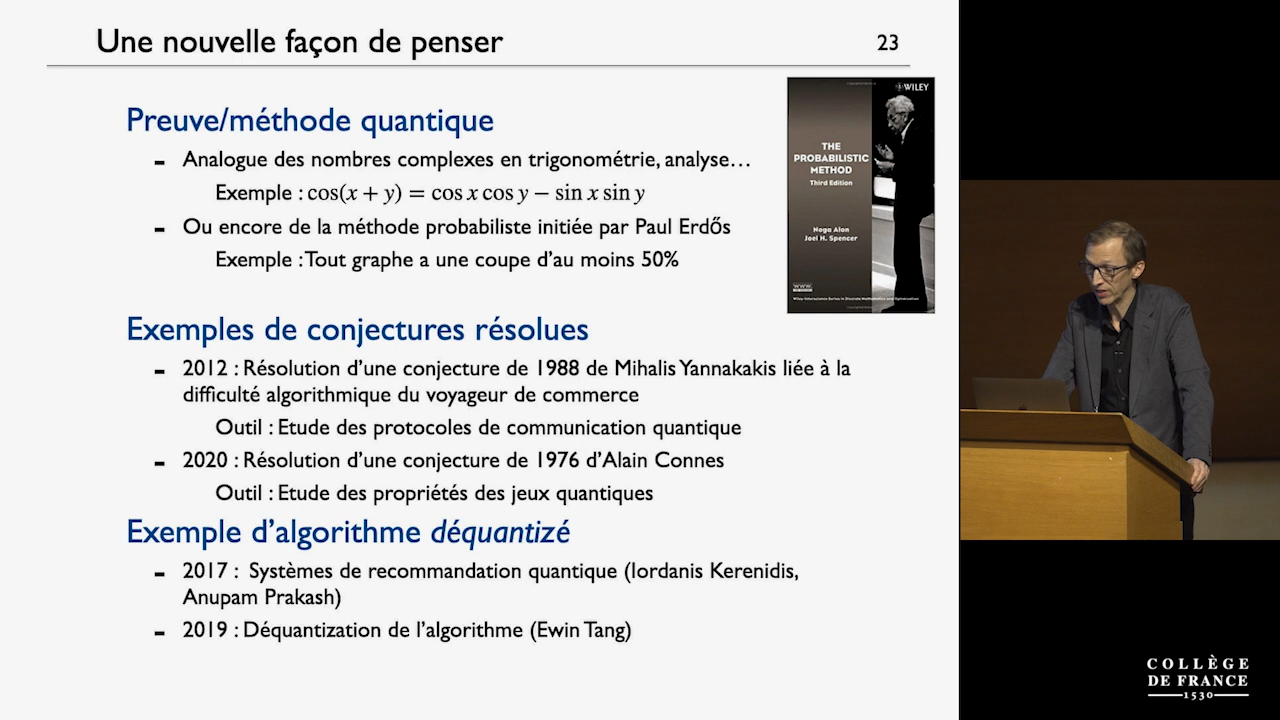 Une nouvelle façon de penser
23
Preuve/méthode quantique
- Analogue des nombres complexes en trigonométrie, analyse…
Exemple : cos(x + y) = cos x cos y − sin x sin y
- Ou encore de la méthode probabiliste initiée par Paul Erdős
Exemple : Tout graphe a une coupe d’au moins 50%
WILEY
THE
PROBABILISTIC
METHOD
Third Edition
Noga Alon
Joel H. Spencer
Wiley-Interscience Series in Discrete Mathematics and Optimization
Exemples de conjectures résolues
- 2012 : Résolution d’une conjecture de 1988 de Mihalis Yannakakis liée à la
difficulté algorithmique du voyageur de commerce
Outil : Etude des protocoles de communication quantique
- 2020 : Résolution d’une conjecture de 1976 d’Alain Connes
Outil : Etude des propriétés des jeux quantiques
Exemple d’algorithme déquantizé
- 2017 : Systèmes de recommandation quantique (Iordanis Kerenidis,
Anupam Prakash)
- 2019 : Déquantization de l’algorithme (Ewin Tang)
COLLÈGE
DE FRANCE
1530